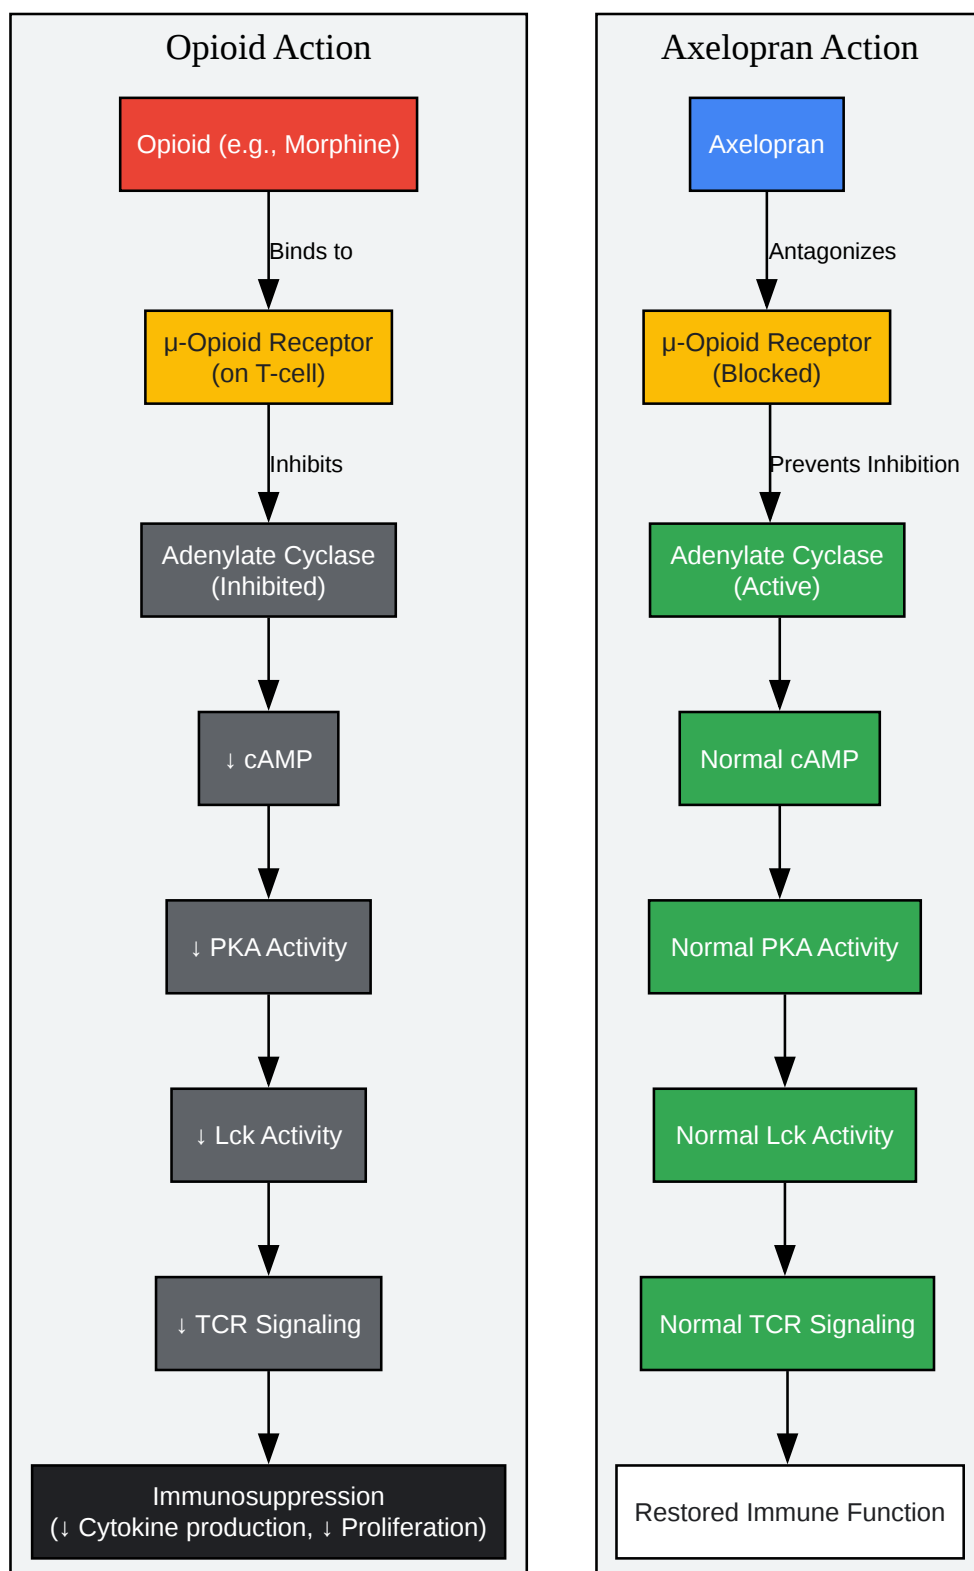 Opioid Action
Opioid (e.g., Morphine)
Binds to
μ-Opioid Receptor
(on T-cell)
Inhibits
Adenylate Cyclase
(Inhibited)
↓ cAMP
↓ PKA Activity
↓ Lck Activity
↓ TCR Signaling
Immunosuppression
(↓ Cytokine production, ↓ Proliferation)
Axelopran Action
Axelopran
Antagonizes
μ-Opioid Receptor
(Blocked)
Prevents Inhibition
Adenylate Cyclase
(Active)
Normal cAMP
Normal PKA Activity
Normal Lck Activity
Normal TCR Signaling
Restored Immune Function